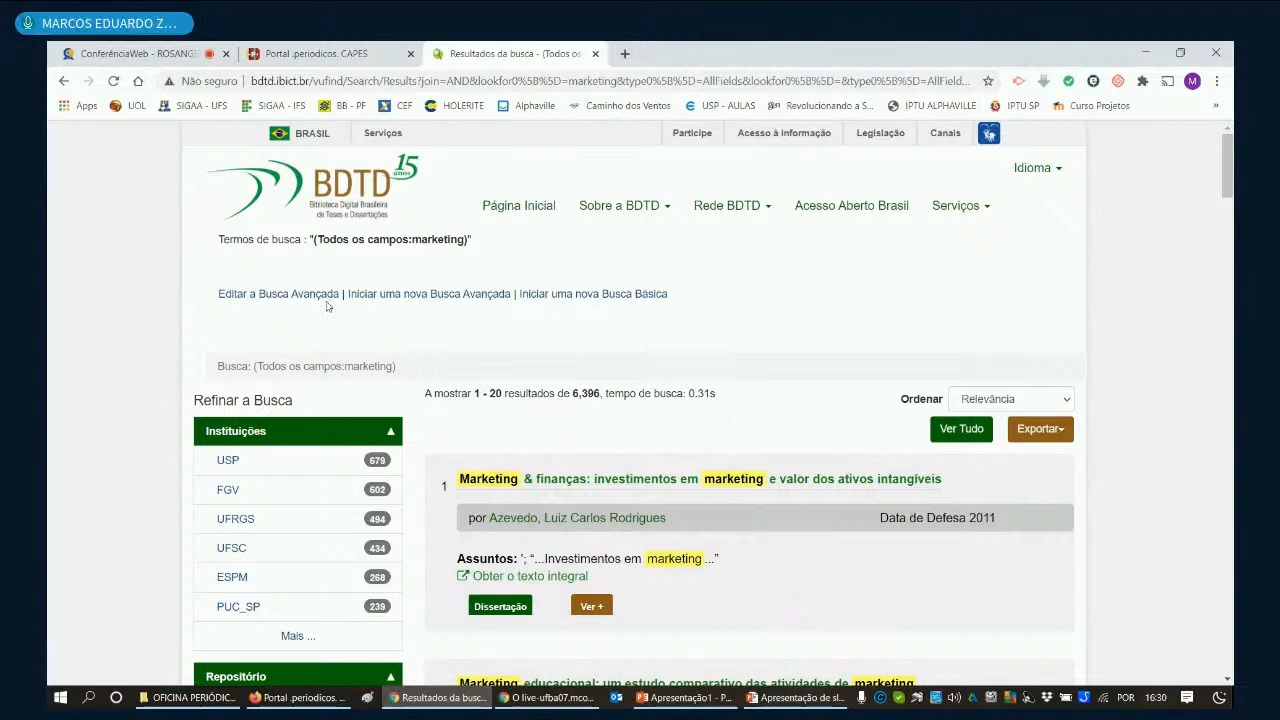 MARCOS EDUARDO Z...
ConferênciaWeb - ROSANGE
Portal .periodicos. CAPES
Resultados da busca - (Todos os
Não seguro
bdtd.ibict.br/vufind/Search/Results?join=AND&lookfor0%5B%5D=marketing&type0%5B%5D=AllFields&lookfor0%5B%5D=&type0%5B%5D=AllField...
Apps
UOL
SIGAA - UFS
SIGAA - IFS
BB - PF
CEF
HOLERITE
Alphaville
Caminho dos Ventos
USP - AULAS
Revolucionando a S...
IPTU ALPHAVILLE
IPTU SP
Curso Projetos
»
BRASIL
Serviços
Participe
Acesso à informação
Legislação
Canais
BDTD
15 anos
Biblioteca Digital Brasileira
de Teses e Dissertações
Idioma
Página Inicial
Sobre a BDTD
Rede BDTD
Acesso Aberto Brasil
Serviços
Termos de busca : "(Todos os campos:marketing)"
Editar a Busca Avançada | Iniciar uma nova Busca Avançada | Iniciar uma nova Busca Básica
Busca: (Todos os campos:marketing)
A mostrar 1 - 20 resultados de 6,396, tempo de busca: 0.31s
Ordenar
Relevância
Ver Tudo
Exportar
Refinar a Busca
Instituições
USP 679
FGV 602
UFRGS 494
UFSC 434
ESPM 268
PUC_SP 239
Mais ...
Repositório
1
Marketing & finanças: investimentos em marketing e valor dos ativos intangíveis
por Azevedo, Luiz Carlos Rodrigues
Data de Defesa 2011
Assuntos: '; “...Investimentos em marketing...”
Obter o texto integral
Dissertação
Ver +
Marketing educacional: um estudo comparativo das atividades de marketing
OFICINA PERIÓDIC...
Portal .periodicos. ...
Resultados da busc...
O live-ufba07.mco...
Apresentação1 - P...
Apresentação de sl...
POR
16:30